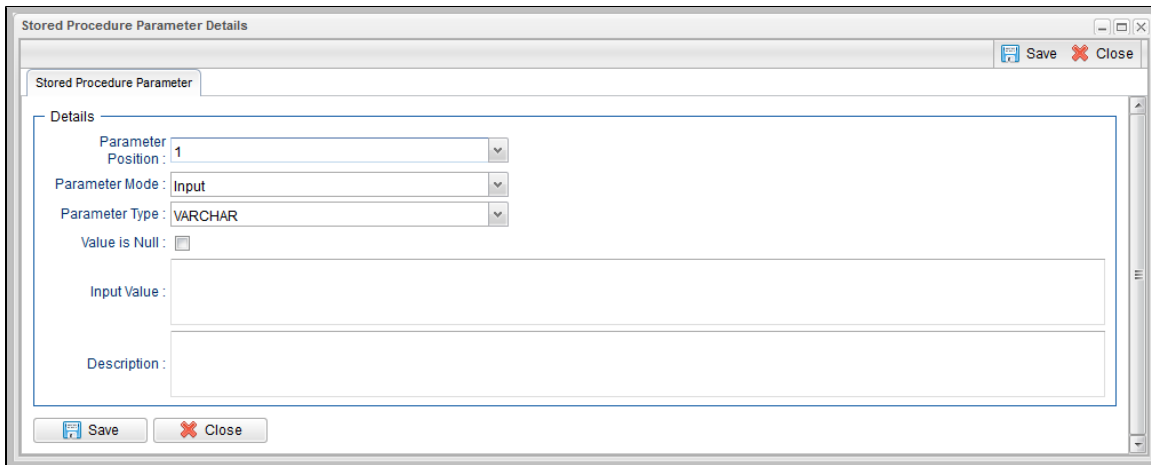 Stored Procedure Parameter Details
Save Close
Stored Procedure Parameter
Details
Parameter
Position : 1
Parameter Mode : Input
Parameter Type : VARCHAR
Value is Null :
Input Value :
Description :
Save Close